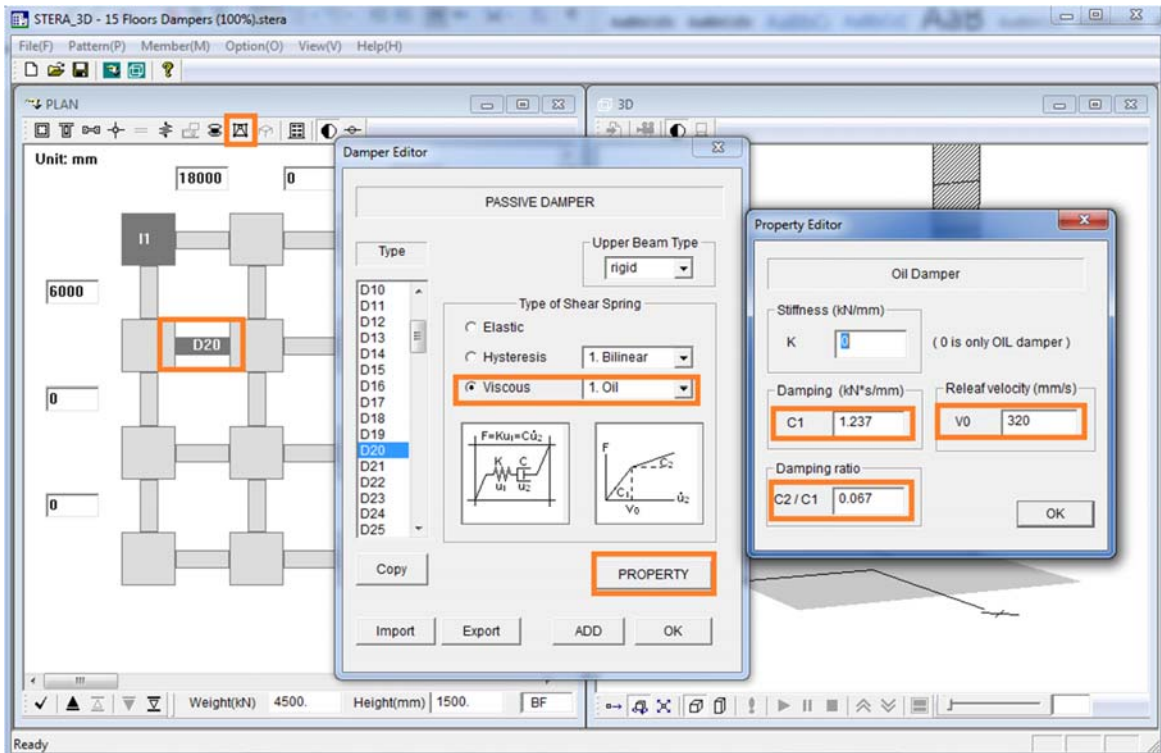 STERA_3D - 15 Floors Dampers (100%).stera
File(F) Pattern(P) Member(M) Option(O) View(V) Help(H)
PLAN
Unit: mm
18000
0
I1
6000
D20
0
0
Weight(kN) 4500. Height(mm) 1500. BF
Ready
3D
Damper Editor
PASSIVE DAMPER
Type
Upper Beam Type
rigid
D10
D11
D12
D13
D14
D15
D16
D17
D18
D19
D20
D21
D22
D23
D24
D25
Type of Shear Spring
Elastic
Hysteresis 1. Bilinear
Viscous 1. Oil
F=Ku₁=Cu̇₂
K C
u₁ u₂
F
C₂
C₁
V₀
u̇₂
Copy
PROPERTY
Import Export ADD OK
Property Editor
Oil Damper
Stiffness (kN/mm)
K 0 ( 0 is only OIL damper )
Damping (kN*s/mm)
C1 1.237
Releaf velocity (mm/s)
V0 320
Damping ratio
C2 / C1 0.067
OK